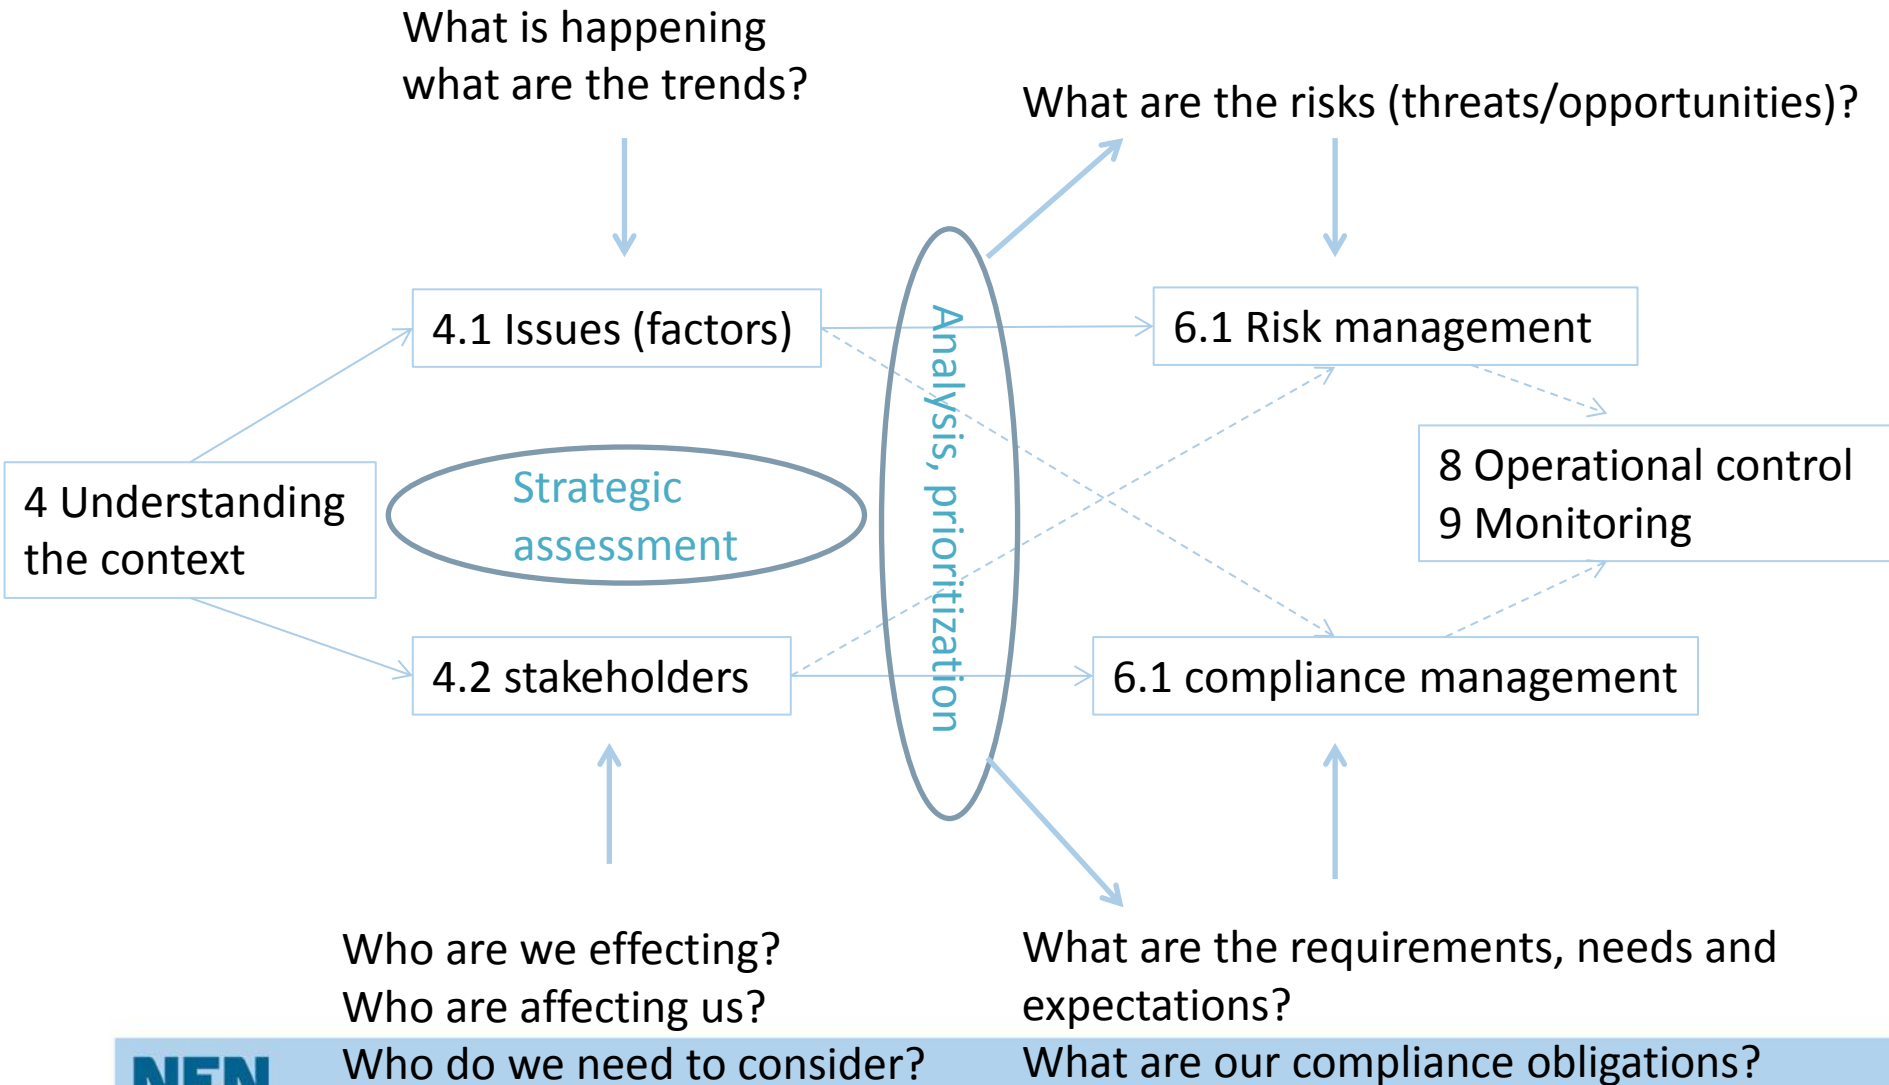 What is happening
what are the trends?
What are the risks (threats/opportunities)?
4.1 Issues (factors)
6.1 Risk management
Analysis, prioritization
4 Understanding
the context
Strategic
assessment
8 Operational control
9 Monitoring
4.2 stakeholders
6.1 compliance management
Who are we effecting?
Who are affecting us?
Who do we need to consider?
What are the requirements, needs and
expectations?
What are our compliance obligations?
NEN